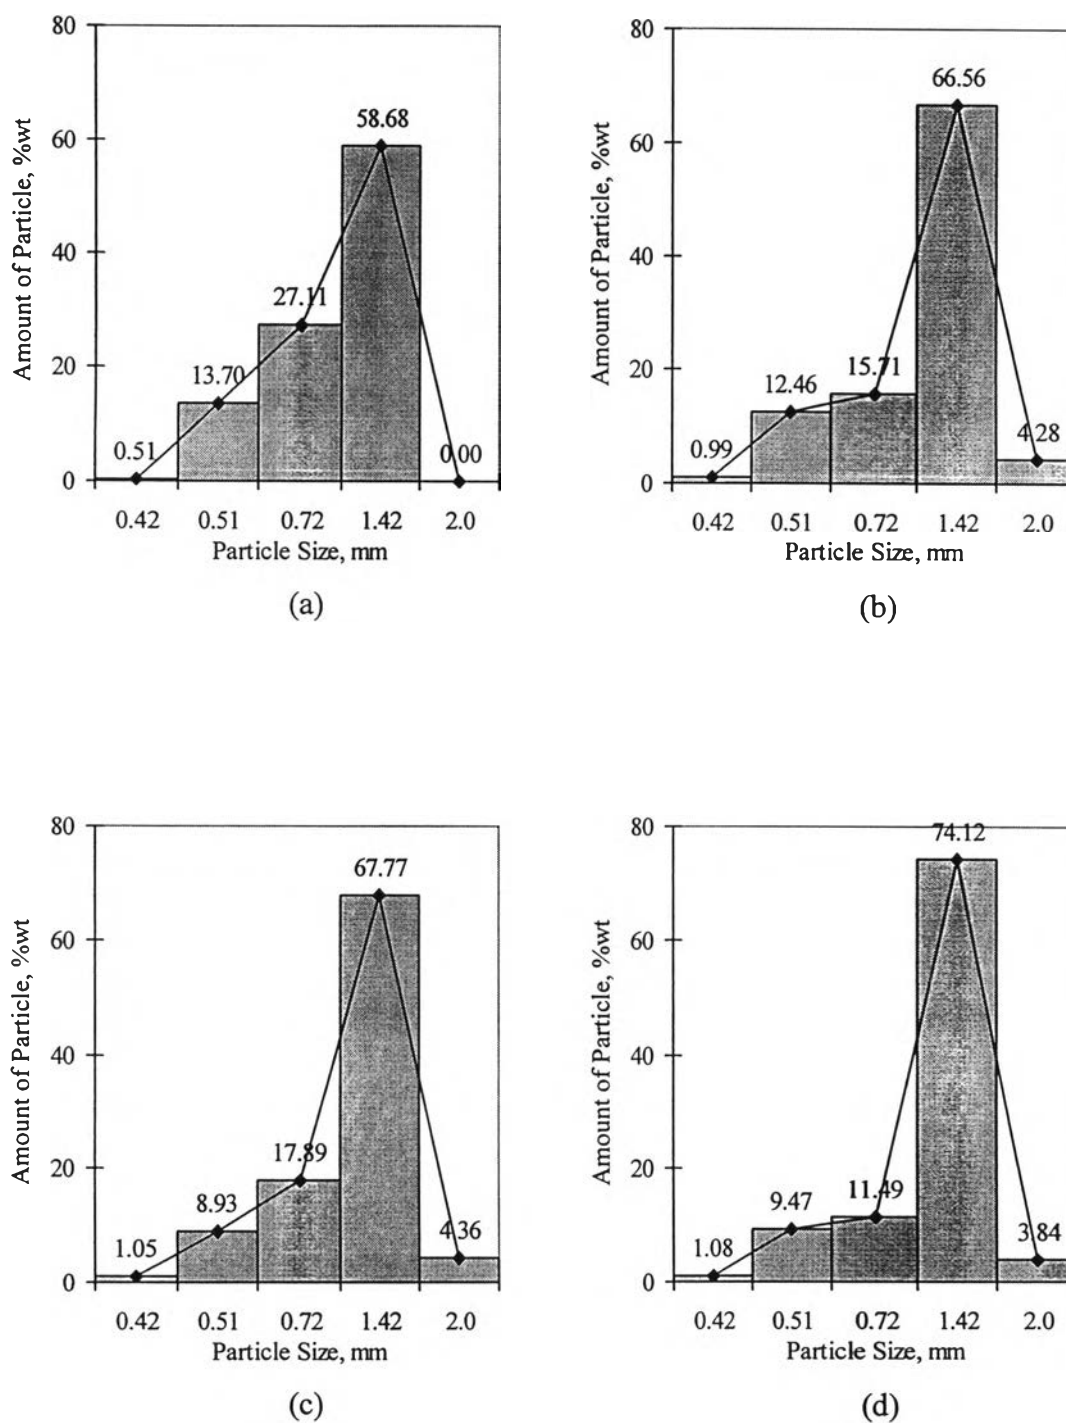 80
60
40
20
0
Amount of Particle, %wt
0.51
13.70
27.11
58.68
0.00
0.42 0.51 0.72 1.42 2.0
Particle Size, mm
(a)
80
60
40
20
0
Amount of Particle, %wt
0.99
12.46
15.71
66.56
4.28
0.42 0.51 0.72 1.42 2.0
Particle Size, mm
(b)
80
60
40
20
0
Amount of Particle, %wt
1.05
8.93
17.89
67.77
4.36
0.42 0.51 0.72 1.42 2.0
Particle Size, mm
(c)
80
60
40
20
0
Amount of Particle, %wt
1.08
9.47
11.49
74.12
3.84
0.42 0.51 0.72 1.42 2.0
Particle Size, mm
(d)